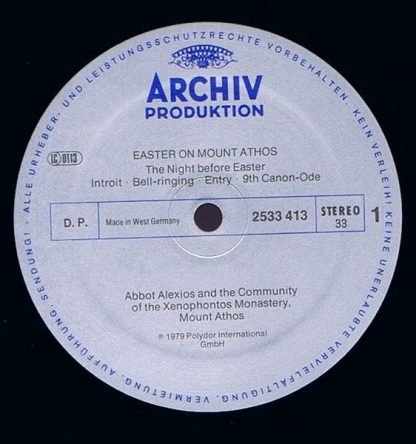 ALLE URHEBER- UND LEISTUNGSSCHUTZRECHTE VORBEHALTEN. KEIN VERLEIH! KEINE UNERLAUBTE VERVIELFÄLTIGUNG, VERMIETUNG, AUFFÜHRUNG, SENDUNG!
ARCHIV
PRODUKTION
LC 0113
EASTER ON MOUNT ATHOS
The Night before Easter
Introit · Bell-ringing · Entry · 9th Canon-Ode
D. P. Made in West Germany 2533 413 STEREO 33 1
Abbot Alexios and the Community
of the Xenophontos Monastery,
Mount Athos
℗ 1979 Polydor International
GmbH